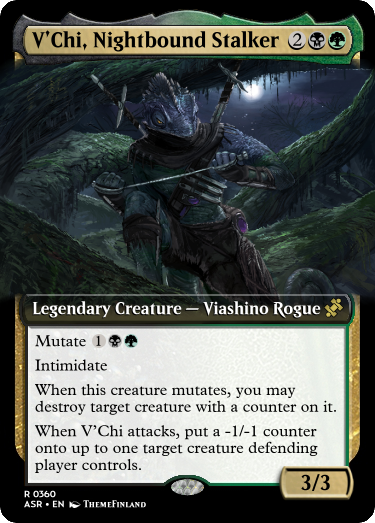 V'Chi, Nightbound Stalker 2
Legendary Creature — Viashino Rogue
Mutate 1
Intimidate
When this creature mutates, you may
destroy target creature with a counter on it.
When V'Chi attacks, put a -1/-1 counter
onto up to one target creature defending
player controls.
3/3
R 0360
ASR • EN ThemeFinland